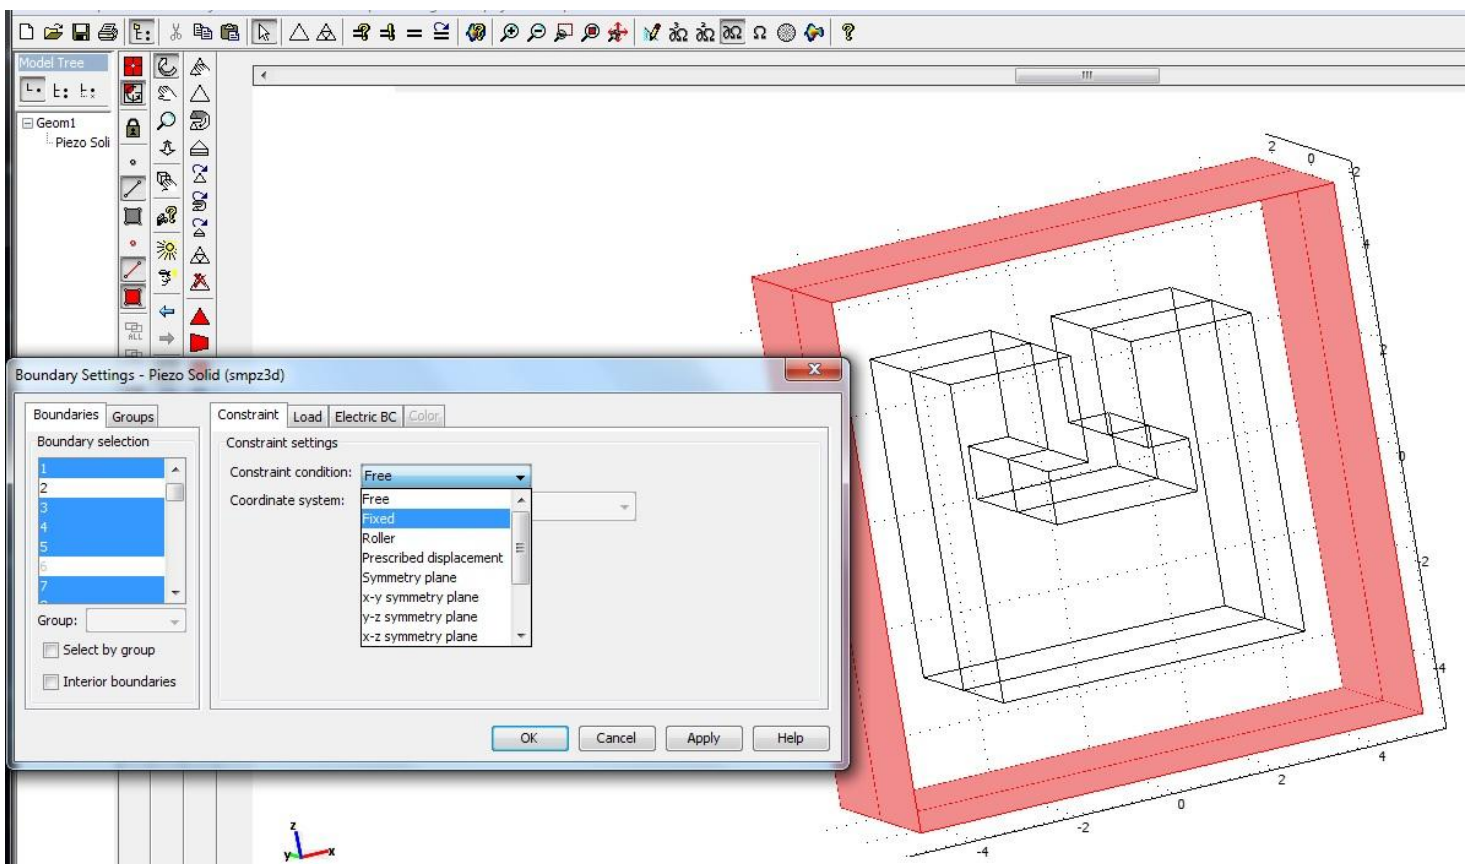 Model Tree
Geom1
Piezo Soli
ALL
Boundary Settings - Piezo Solid (smpz3d)
Boundaries Groups
Boundary selection
1
2
3
4
5
6
7
Group:
Select by group
Interior boundaries
Constraint Load Electric BC Color
Constraint settings
Constraint condition: Free
Coordinate system:
Free
Fixed
Roller
Prescribed displacement
Symmetry plane
x-y symmetry plane
y-z symmetry plane
x-z symmetry plane
OK Cancel Apply Help
2 0 -2
4
2
0
-2
-4
-4 -2 0 2 4
z
y x